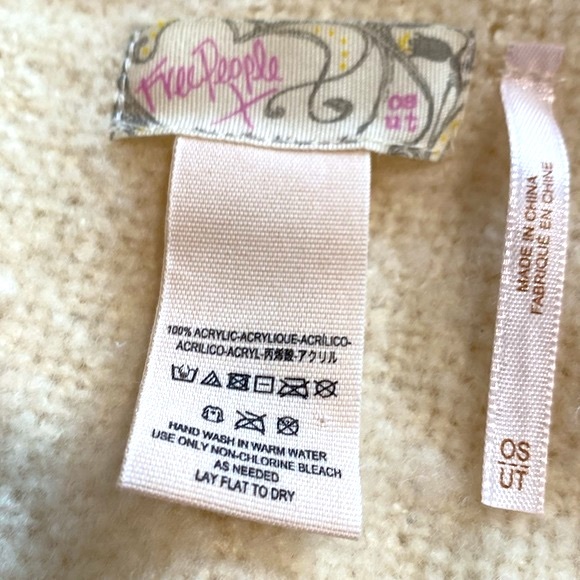 Free People
OS
UT
100% ACRYLIC-ACRYLIQUE-ACRÍLICO-
ACRILICO-ACRYL-丙烯酸-アクリル
HAND WASH IN WARM WATER
USE ONLY NON-CHLORINE BLEACH
AS NEEDED
LAY FLAT TO DRY
MADE IN CHINA
FABRIQUÉ EN CHINE
OS
UT